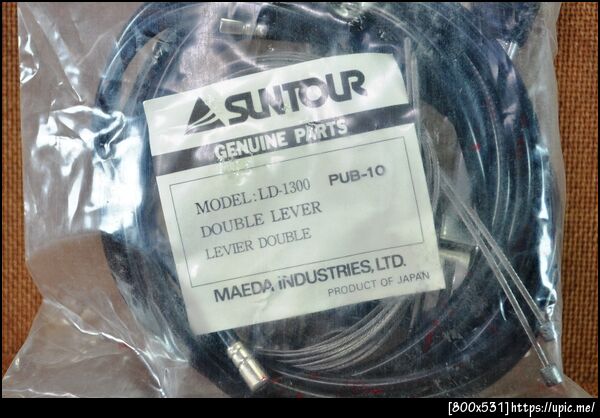 SUNTOUR
GENUINE PARTS
MODEL: LD-1300 PUB-10
DOUBLE LEVER
LEVIER DOUBLE
MAEDA INDUSTRIES, LTD.
PRODUCT OF JAPAN
[800x531]https://upic.me/